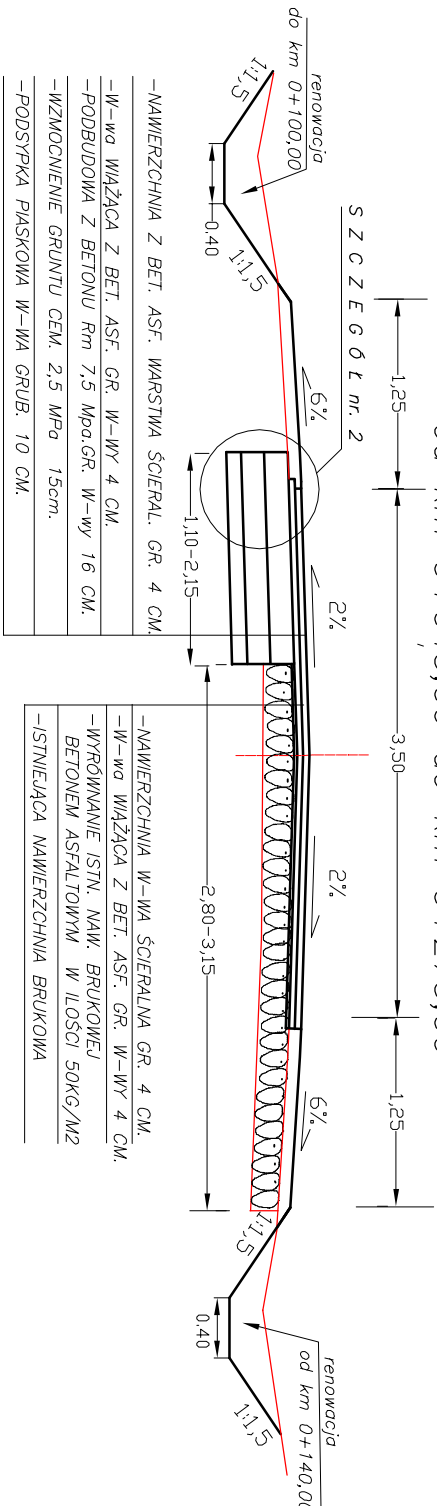 renowacja
do km 0+100,00
S Z C Z E G Ó Ł nr. 2
1,25
3,50
1,25
6%
2%
2%
6%
1:1,5
1:1,5
1:1,5
1:1,5
0,40
0,40
1,10-2,15
2,80-3,15
renowacja
od km 0+140,00
-NAWIERZCHNIA Z BET. ASF. WARSTWA ŚCIERAL. GR. 4 CM.
-W-wa WIĄŻĄCA Z BET. ASF. GR. W-WY 4 CM.
-PODBUDOWA Z BETONU Rm 7,5 Mpa.GR. W-wy 16 CM.
-WZMOCNIENIE GRUNTU CEM. 2,5 MPa 15cm.
-PODSYPKA PIASKOWA W-WA GRUB. 10 CM.
-NAWIERZCHNIA W-WA ŚCIERALNA GR. 4 CM.
-W-wa WIĄŻĄCA Z BET. ASF. GR. W-WY 4 CM.
-WYRÓWNANIE ISTN. NAW. BRUKOWEJ
BETONEM ASFALTOWYM W ILOŚCI 50KG/M2
-ISTNIEJĄCA NAWIERZCHNIA BRUKOWA